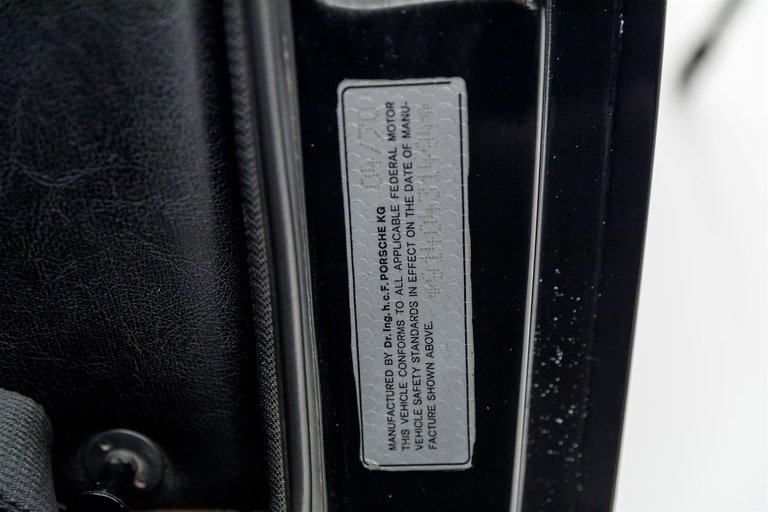 MANUFACTURED BY Dr. Ing. h. c. F. PORSCHE KG
THIS VEHICLE CONFORMS TO ALL APPLICABLE FEDERAL MOTOR
VEHICLE SAFETY STANDARDS IN EFFECT ON THE DATE OF MANU-
FACTURE SHOWN ABOVE.